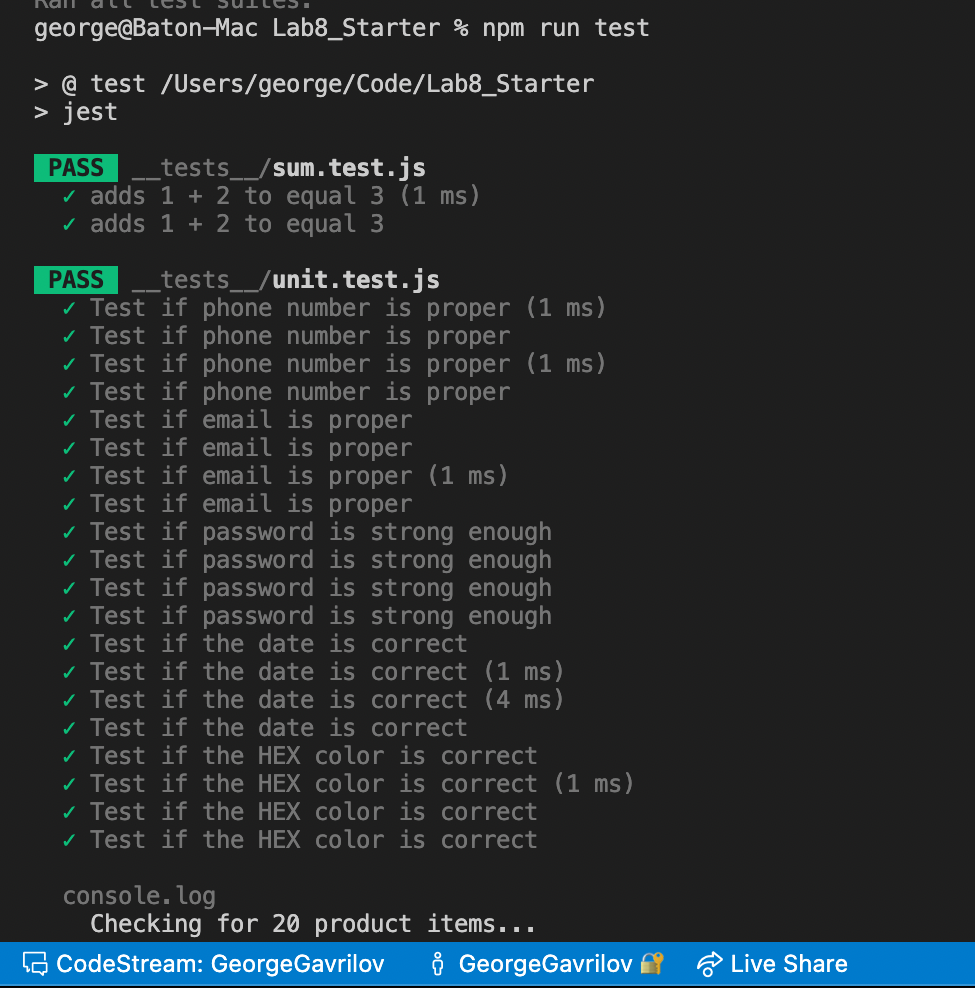 Ran all test suites.
george@Baton-Mac Lab8_Starter % npm run test
> @ test /Users/george/Code/Lab8_Starter
> jest
PASS __tests__/sum.test.js
✓ adds 1 + 2 to equal 3 (1 ms)
✓ adds 1 + 2 to equal 3
PASS __tests__/unit.test.js
✓ Test if phone number is proper (1 ms)
✓ Test if phone number is proper
✓ Test if phone number is proper (1 ms)
✓ Test if phone number is proper
✓ Test if email is proper
✓ Test if email is proper
✓ Test if email is proper (1 ms)
✓ Test if email is proper
✓ Test if password is strong enough
✓ Test if password is strong enough
✓ Test if password is strong enough
✓ Test if password is strong enough
✓ Test if the date is correct
✓ Test if the date is correct (1 ms)
✓ Test if the date is correct (4 ms)
✓ Test if the date is correct
✓ Test if the HEX color is correct
✓ Test if the HEX color is correct (1 ms)
✓ Test if the HEX color is correct
✓ Test if the HEX color is correct
console.log
Checking for 20 product items...
CodeStream: GeorgeGavrilov GeorgeGavrilov 🔐 Live Share